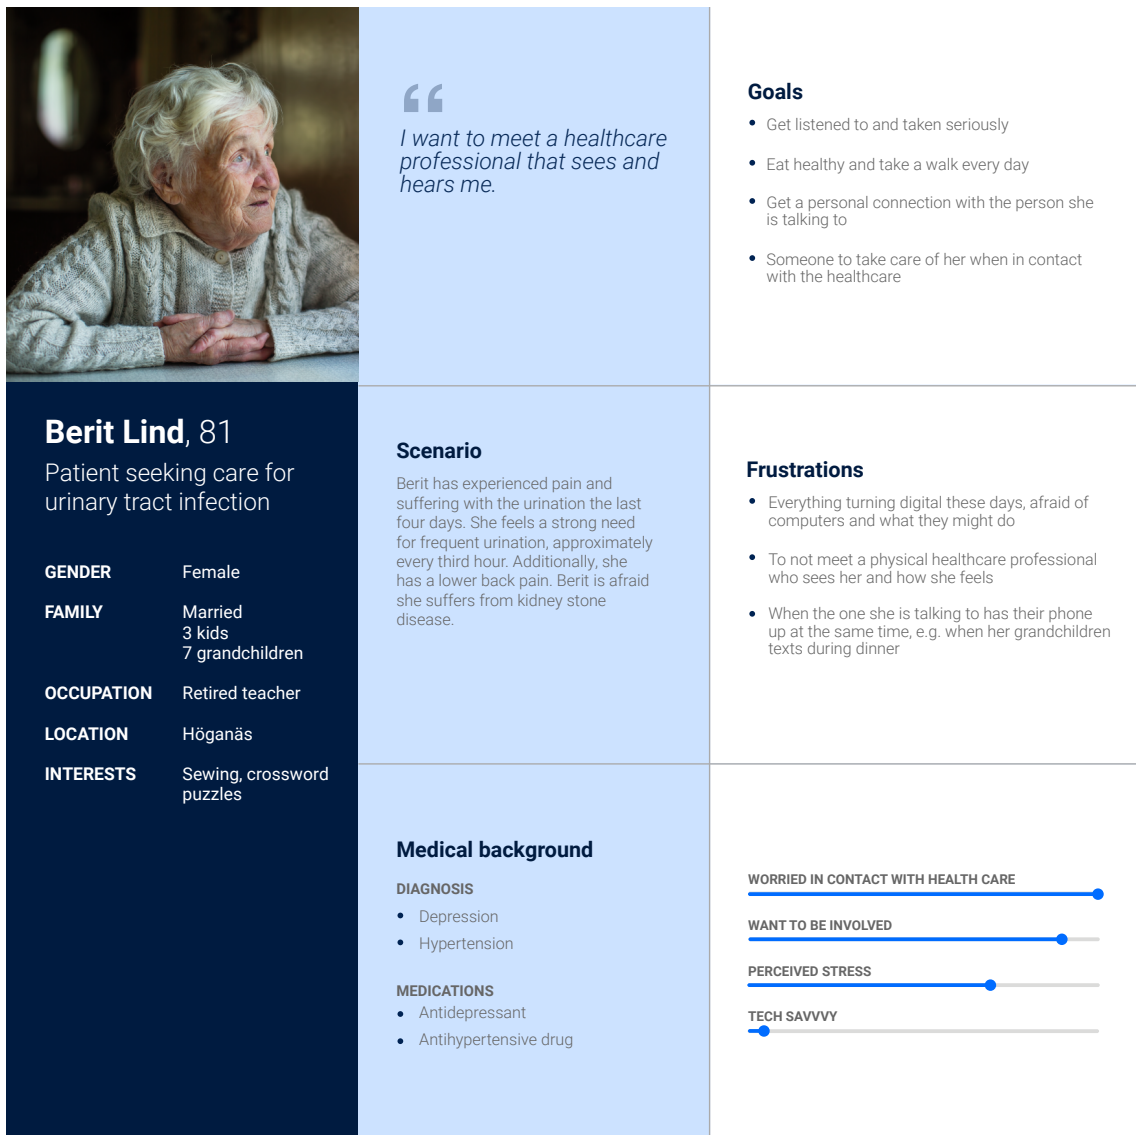 “
I want to meet a healthcare
professional that sees and
hears me.
Goals
• Get listened to and taken seriously
• Eat healthy and take a walk every day
• Get a personal connection with the person she
is talking to
• Someone to take care of her when in contact
with the healthcare
Berit Lind, 81
Patient seeking care for
urinary tract infection
GENDER Female
FAMILY Married
3 kids
7 grandchildren
OCCUPATION Retired teacher
LOCATION Höganäs
INTERESTS Sewing, crossword
puzzles
Scenario
Berit has experienced pain and
suffering with the urination the last
four days. She feels a strong need
for frequent urination, approximately
every third hour. Additionally, she
has a lower back pain. Berit is afraid
she suffers from kidney stone
disease.
Frustrations
• Everything turning digital these days, afraid of
computers and what they might do
• To not meet a physical healthcare professional
who sees her and how she feels
• When the one she is talking to has their phone
up at the same time, e.g. when her grandchildren
texts during dinner
Medical background
DIAGNOSIS
• Depression
• Hypertension
MEDICATIONS
• Antidepressant
• Antihypertensive drug
WORRIED IN CONTACT WITH HEALTH CARE
WANT TO BE INVOLVED
PERCEIVED STRESS
TECH SAVVVY